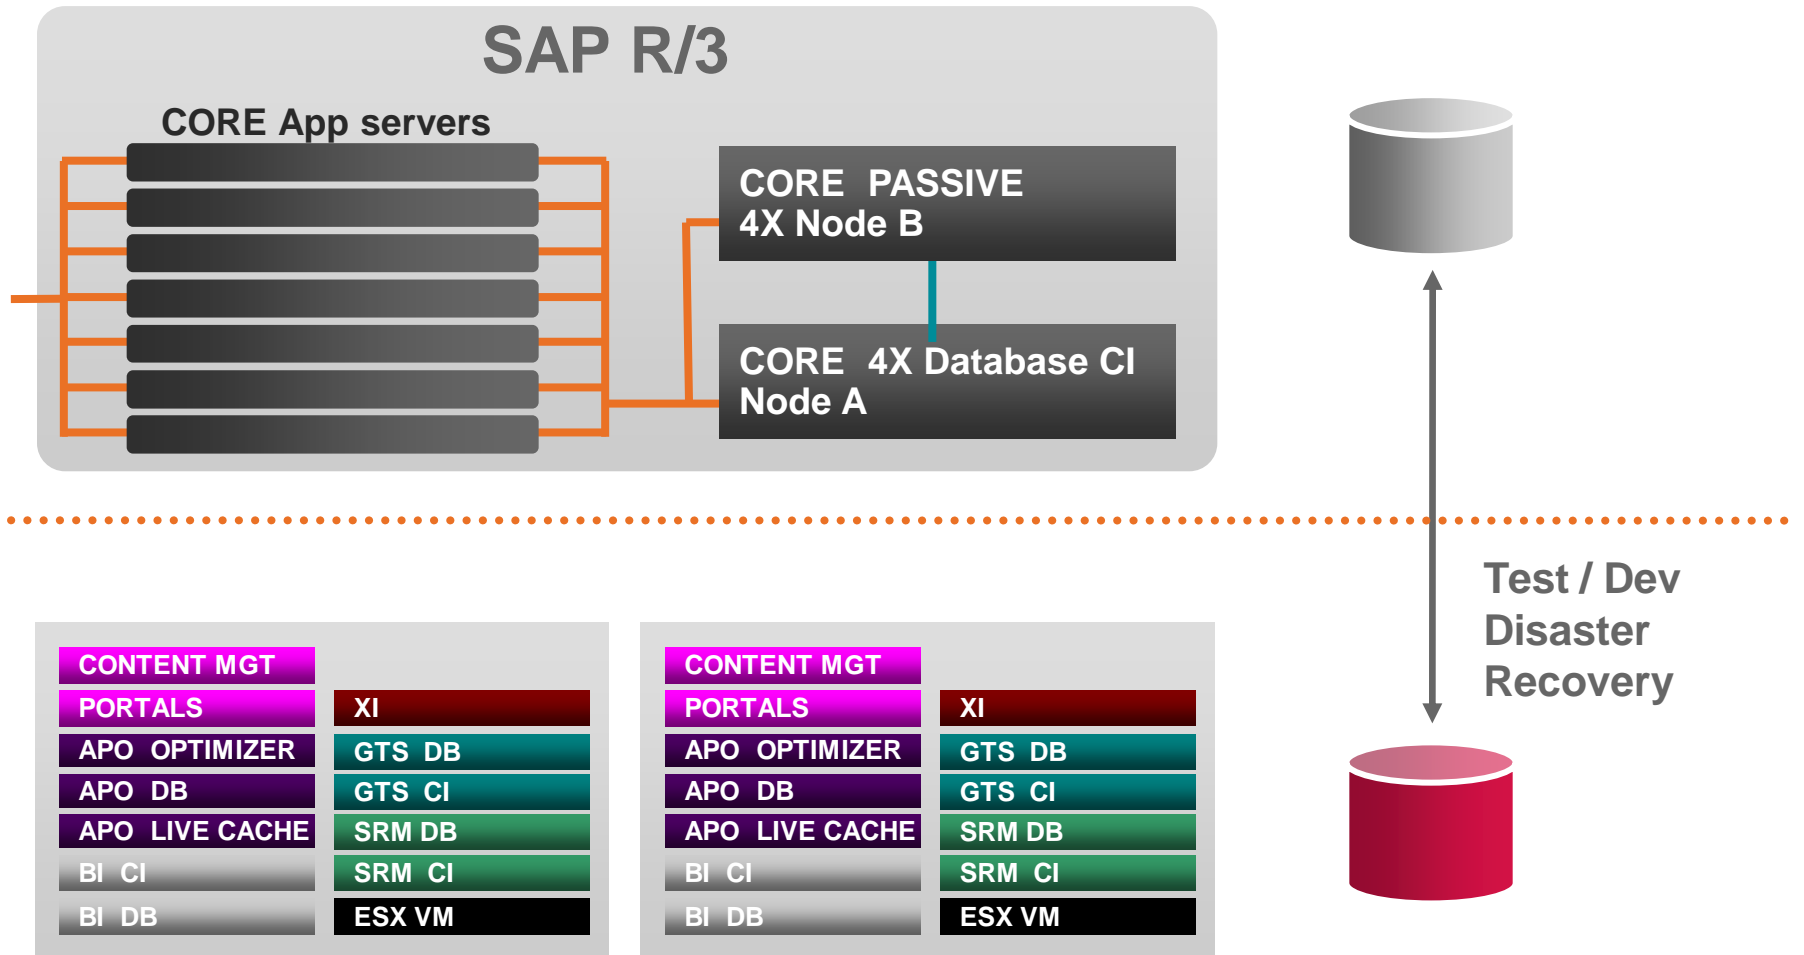 SAP R/3
CORE App servers
CORE PASSIVE
4X Node B
CORE 4X Database CI
Node A
Test / Dev
Disaster
Recovery
CONTENT MGT
PORTALS
APO OPTIMIZER
APO DB
APO LIVE CACHE
BI CI
BI DB
XI
GTS DB
GTS CI
SRM DB
SRM CI
ESX VM
CONTENT MGT
PORTALS
APO OPTIMIZER
APO DB
APO LIVE CACHE
BI CI
BI DB
XI
GTS DB
GTS CI
SRM DB
SRM CI
ESX VM